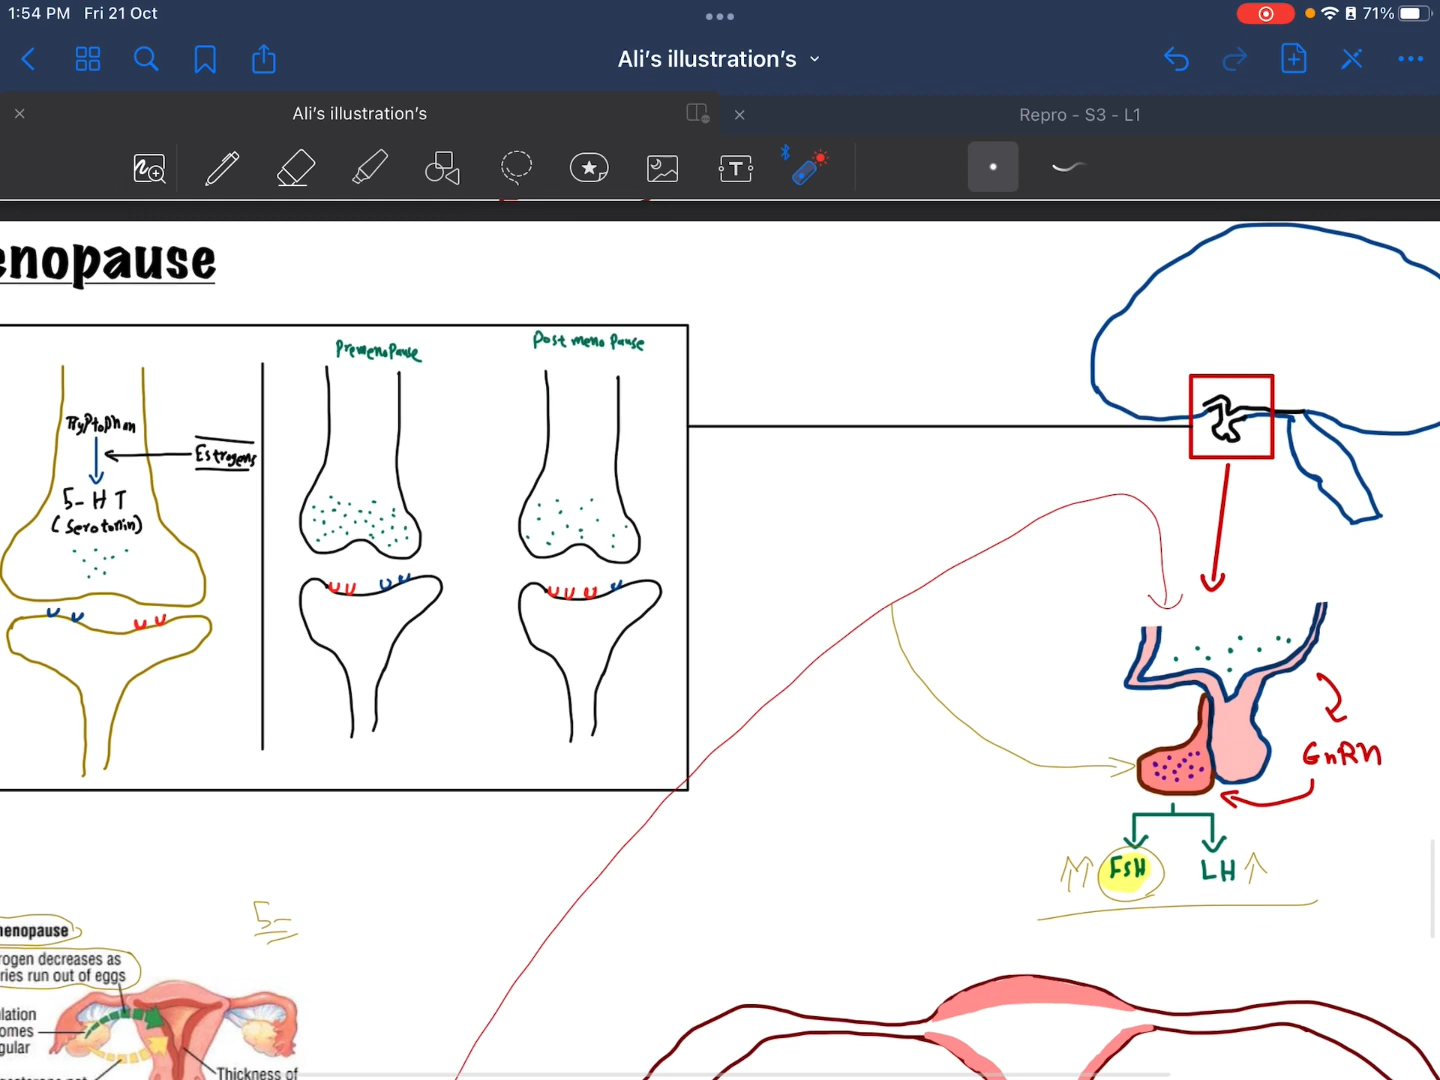 1:54 PM Fri 21 Oct
71%
Ali's illustration's
Ali's illustration's
Repro - S3 - L1
T
enopause
Premenopause
Post menopause
Tryptophan
Estrogens
5-HT
(serotonin)
GnRH
FSH
LH
5-
enopause
rogen decreases as
ries run out of eggs
lation
omes
gular
Thickness of